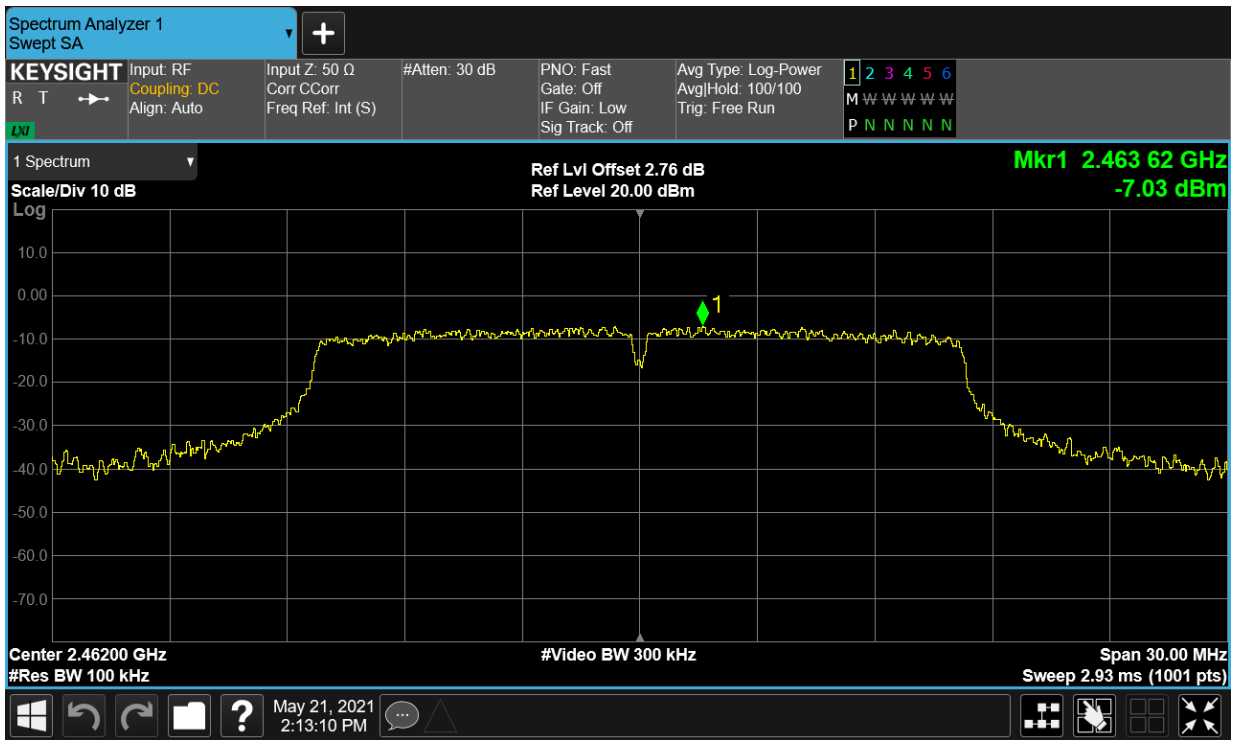 Spectrum Analyzer 1
Swept SA
KEYSIGHT
R T
LXI
Input: RF
Coupling: DC
Align: Auto
Input Z: 50 Ω
Corr CCorr
Freq Ref: Int (S)
#Atten: 30 dB
PNO: Fast
Gate: Off
IF Gain: Low
Sig Track: Off
Avg Type: Log-Power
Avg|Hold: 100/100
Trig: Free Run
1 2 3 4 5 6
M W W W W W
P N N N N N
1 Spectrum
Scale/Div 10 dB
Log
Ref Lvl Offset 2.76 dB
Ref Level 20.00 dBm
Mkr1 2.463 62 GHz
-7.03 dBm
10.0
0.00
-10.0
-20.0
-30.0
-40.0
-50.0
-60.0
-70.0
1
Center 2.46200 GHz
#Res BW 100 kHz
#Video BW 300 kHz
Span 30.00 MHz
Sweep 2.93 ms (1001 pts)
?
May 21, 2021
2:13:10 PM